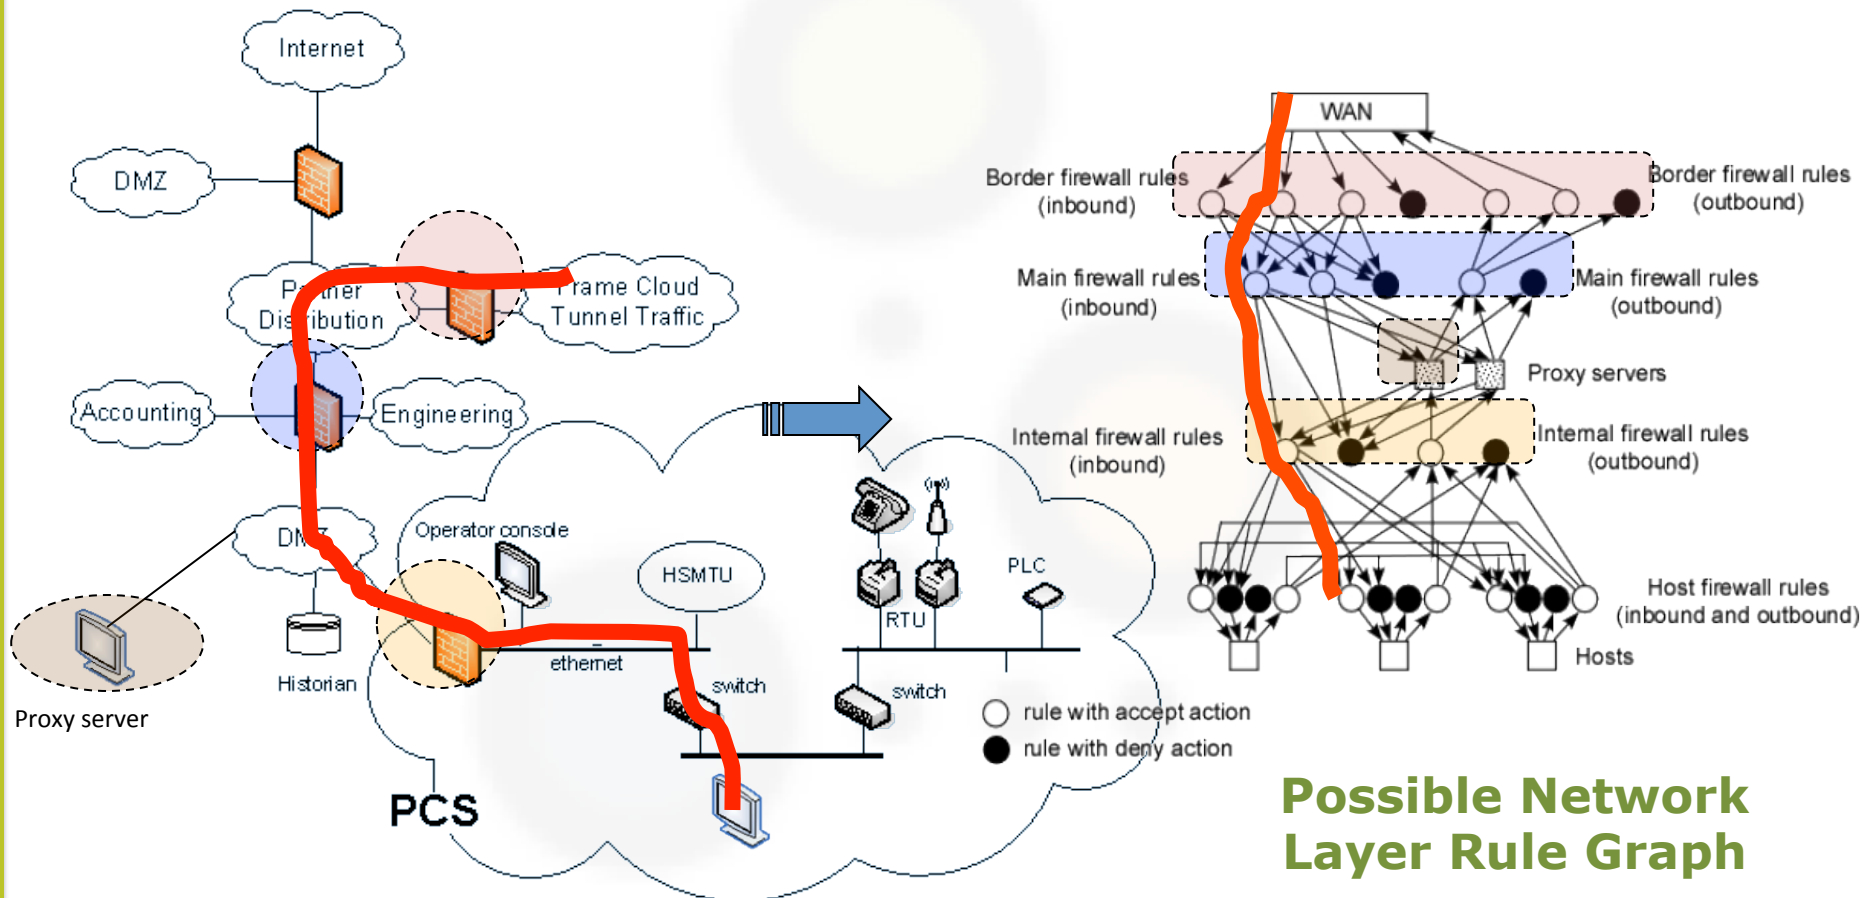 Internet
DMZ
Partner
Distribution
Frame Cloud
Tunnel Traffic
Accounting
Engineering
DMZ
Operator console
HSMTU
PLC
RTU
ethernet
Historian
switch
switch
Proxy server
PCS
WAN
Border firewall rules
(inbound)
Border firewall rules
(outbound)
Main firewall rules
(inbound)
Main firewall rules
(outbound)
Proxy servers
Internal firewall rules
(inbound)
Internal firewall rules
(outbound)
Host firewall rules
(inbound and outbound)
Hosts
rule with accept action
rule with deny action
Possible Network
Layer Rule Graph